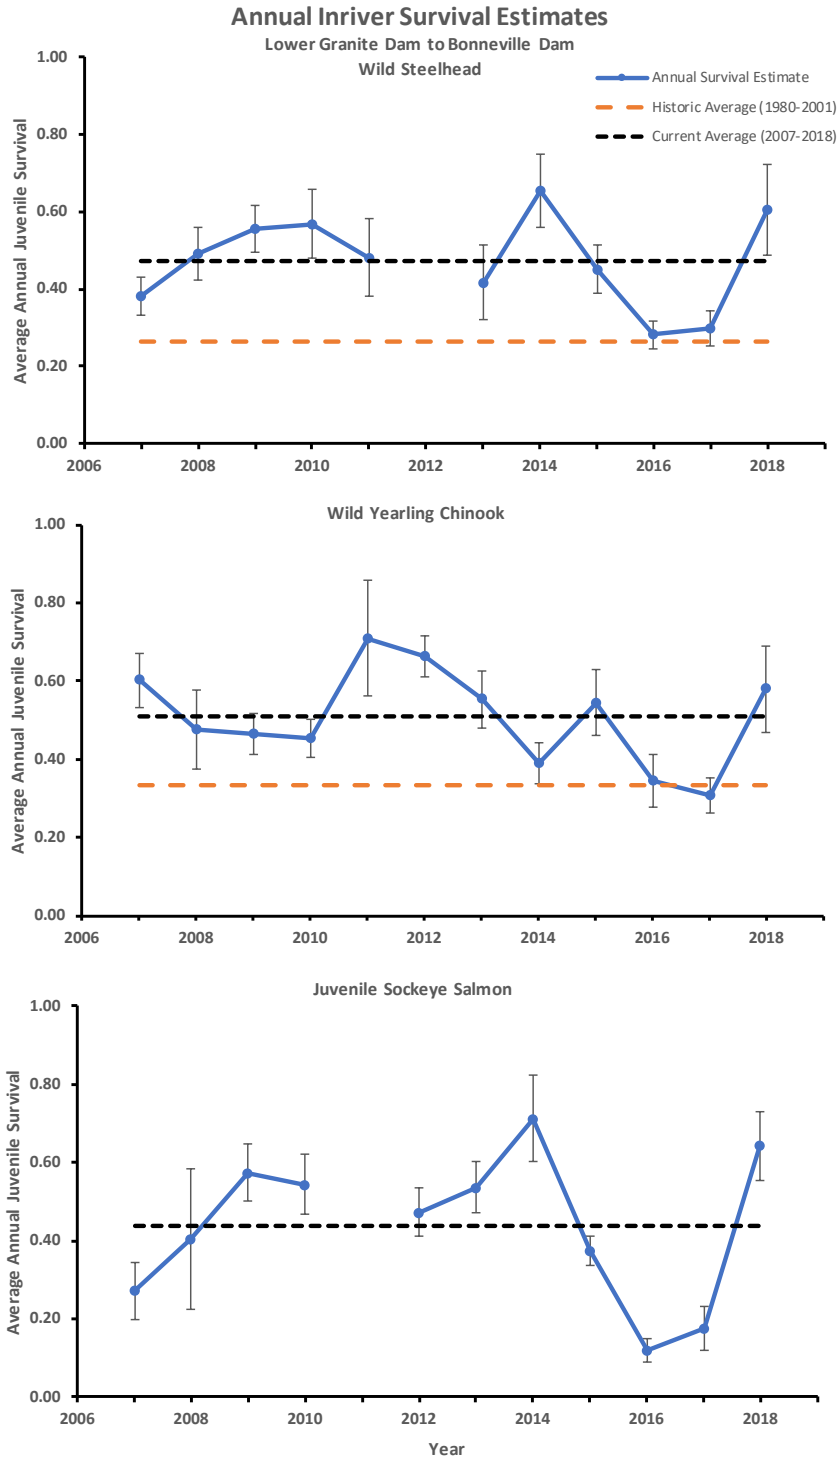 Annual Inriver Survival Estimates
Lower Granite Dam to Bonneville Dam
Wild Steelhead
Annual Survival Estimate
Historic Average (1980-2001)
Current Average (2007-2018)
Average Annual Juvenile Survival
1.00
0.80
0.60
0.40
0.20
0.00
2006 2008 2010 2012 2014 2016 2018
Wild Yearling Chinook
Average Annual Juvenile Survival
1.00
0.80
0.60
0.40
0.20
0.00
2006 2008 2010 2012 2014 2016 2018
Juvenile Sockeye Salmon
Average Annual Juvenile Survival
1.00
0.80
0.60
0.40
0.20
0.00
2006 2008 2010 2012 2014 2016 2018
Year